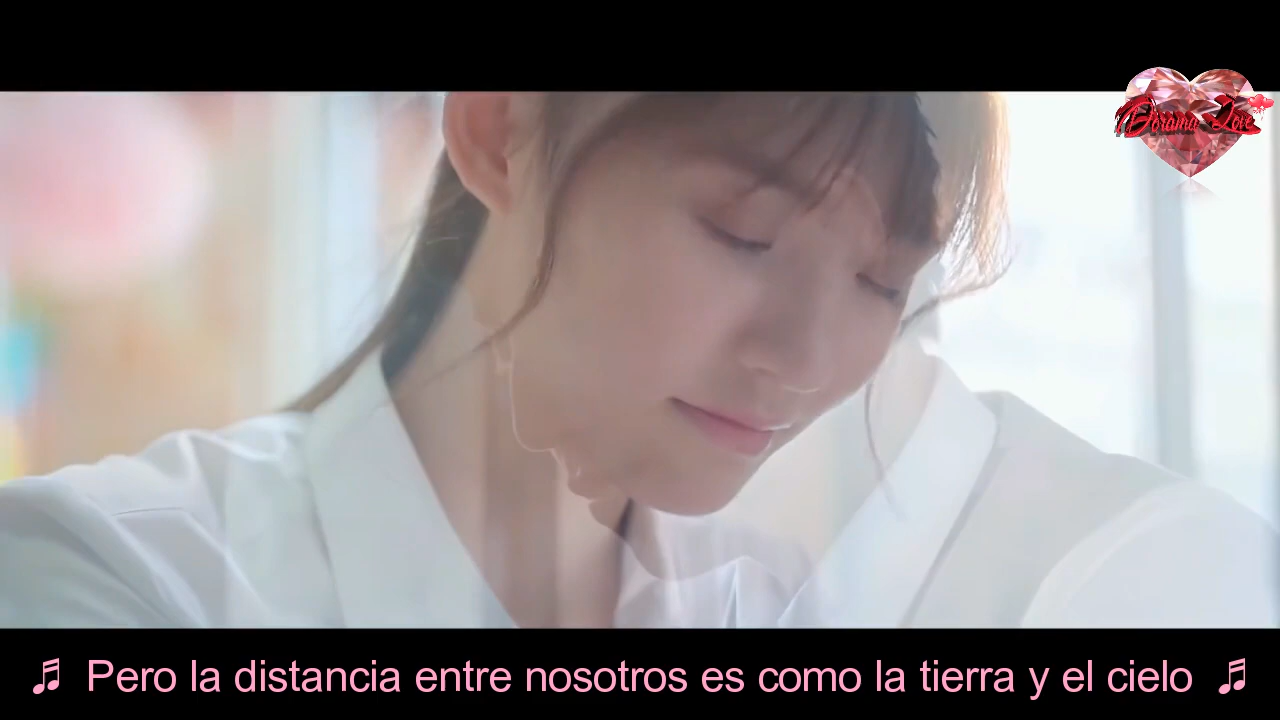 Dorama Love
♬ Pero la distancia entre nosotros es como la tierra y el cielo ♬